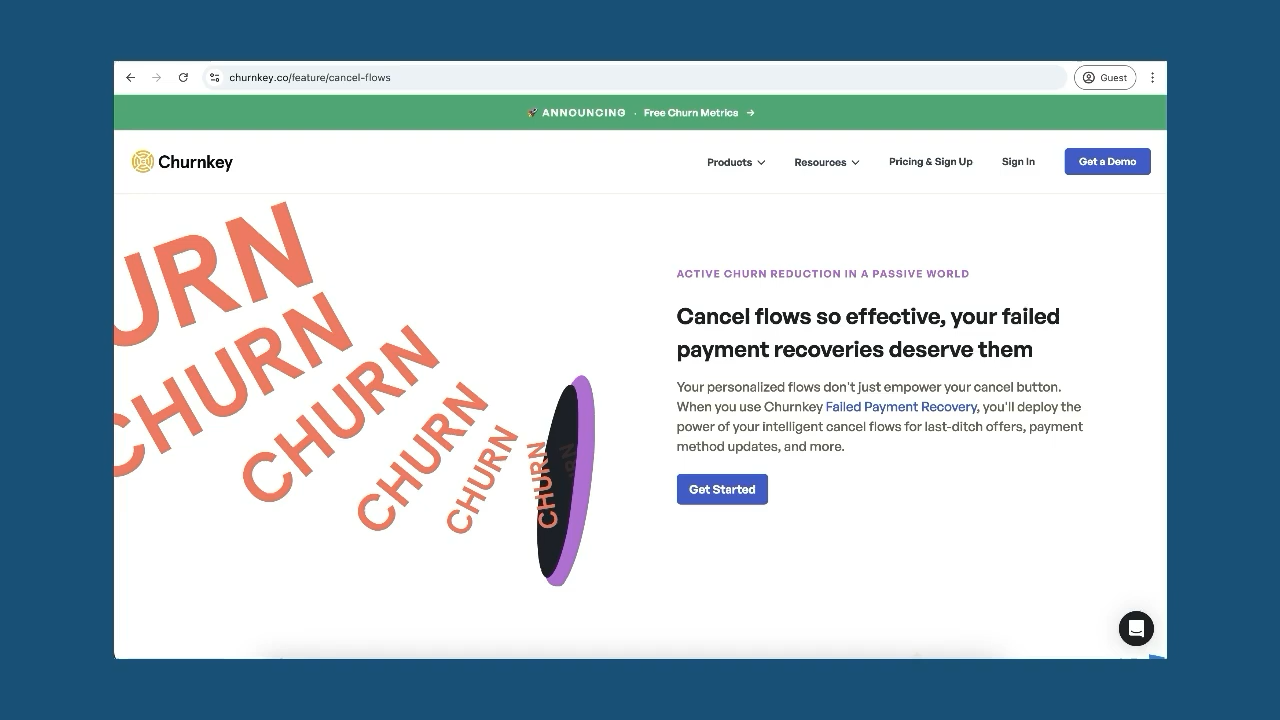 churnkey.co/feature/cancel-flows
Guest
🚀 ANNOUNCING · Free Churn Metrics →
Churnkey
Products
Resources
Pricing & Sign Up
Sign In
Get a Demo
URN
CHURN
CHURN
CHURN
CHURN
CHURN
ACTIVE CHURN REDUCTION IN A PASSIVE WORLD
Cancel flows so effective, your failed
payment recoveries deserve them
Your personalized flows don't just empower your cancel button.
When you use Churnkey Failed Payment Recovery, you'll deploy the
power of your intelligent cancel flows for last-ditch offers, payment
method updates, and more.
Get Started